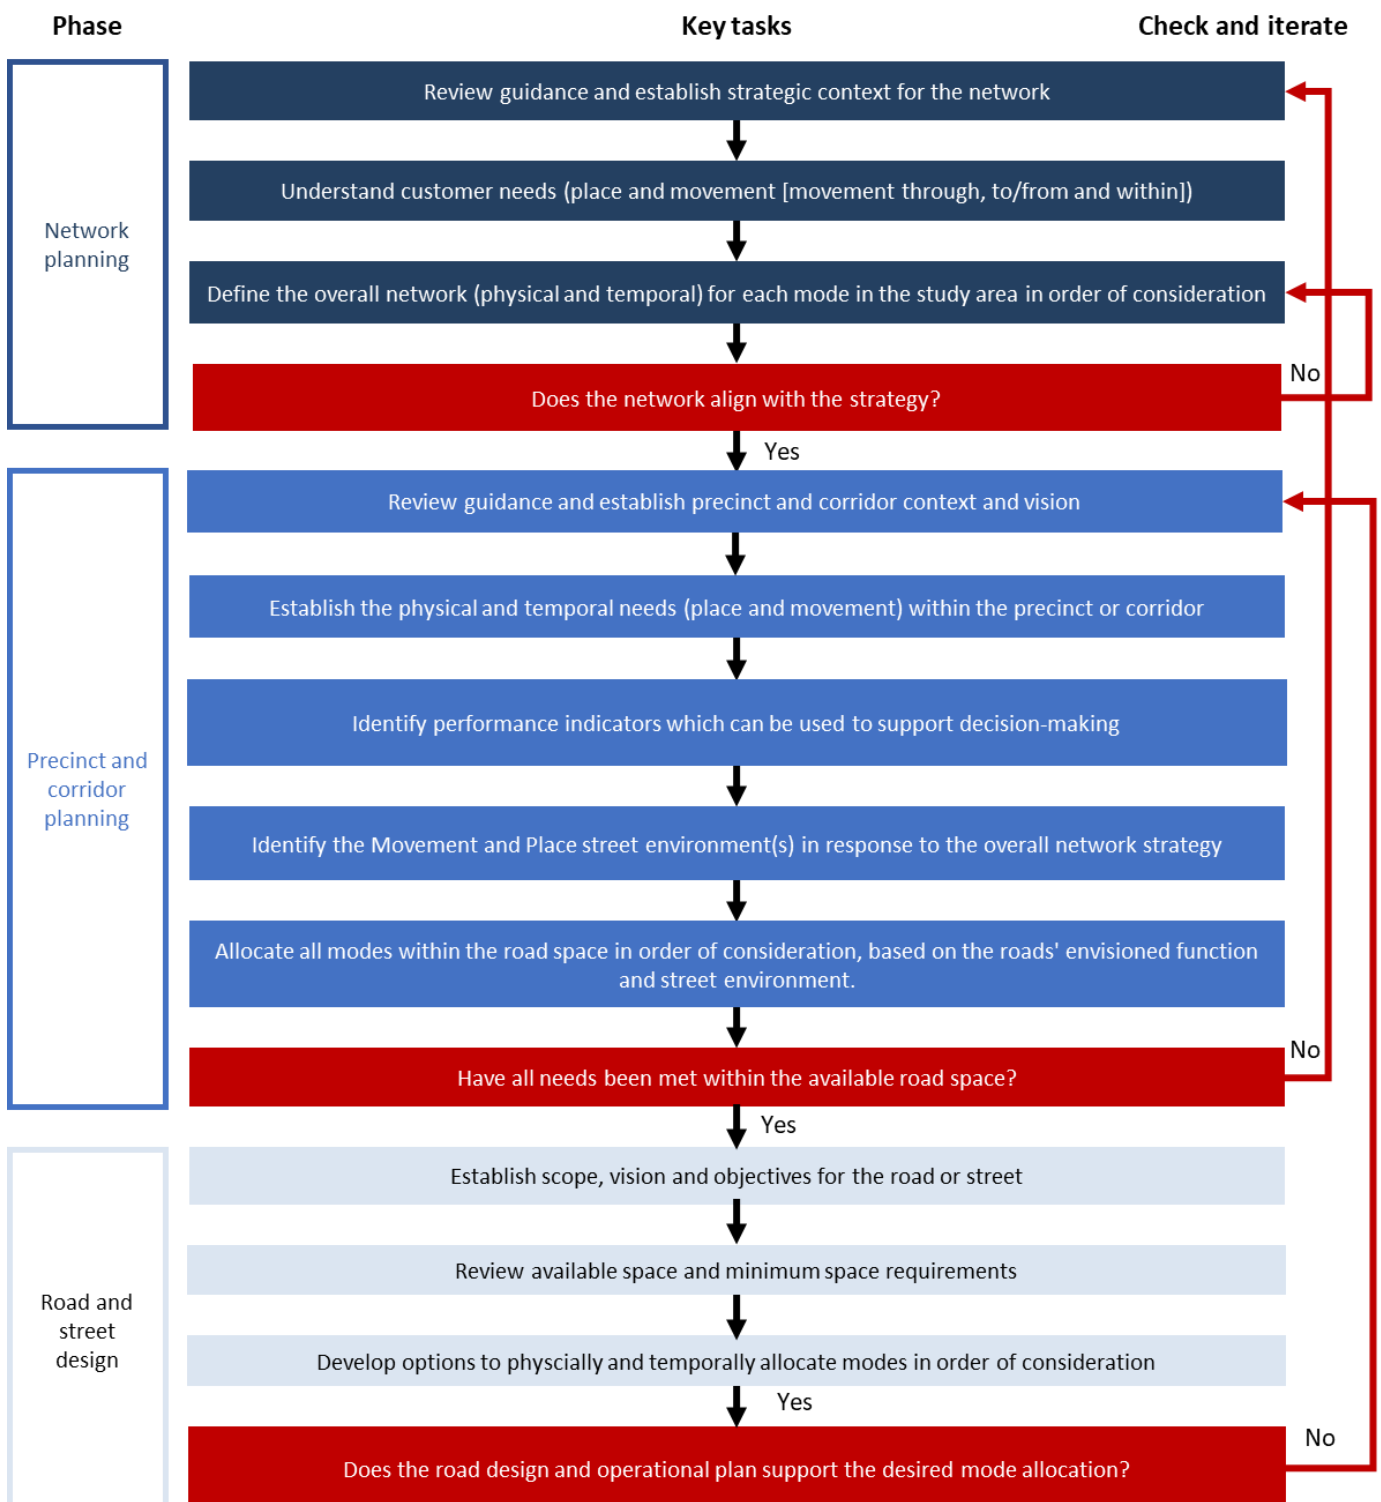 Phase
Key tasks
Check and iterate
Network
planning
Review guidance and establish strategic context for the network
Understand customer needs (place and movement [movement through, to/from and within])
Define the overall network (physical and temporal) for each mode in the study area in order of consideration
Does the network align with the strategy?
No
Yes
Precinct and
corridor
planning
Review guidance and establish precinct and corridor context and vision
Establish the physical and temporal needs (place and movement) within the precinct or corridor
Identify performance indicators which can be used to support decision-making
Identify the Movement and Place street environment(s) in response to the overall network strategy
Allocate all modes within the road space in order of consideration, based on the roads' envisioned function
and street environment.
Have all needs been met within the available road space?
No
Yes
Road and
street
design
Establish scope, vision and objectives for the road or street
Review available space and minimum space requirements
Develop options to physcially and temporally allocate modes in order of consideration
Yes
Does the road design and operational plan support the desired mode allocation?
No